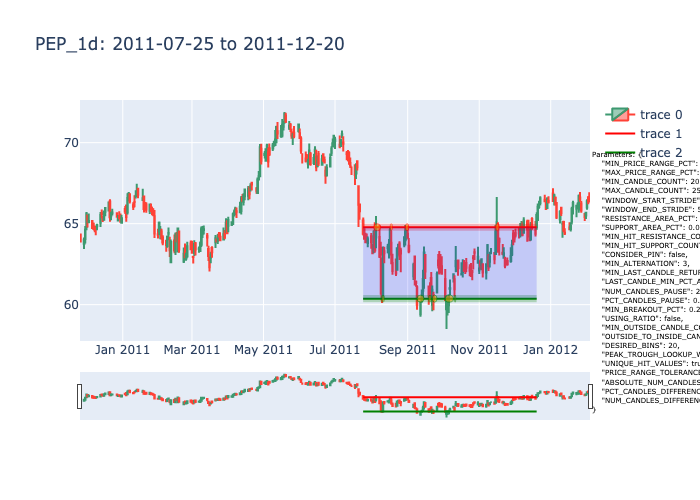 PEP_1d: 2011-07-25 to 2011-12-20
70
65
60
Jan 2011
Mar 2011
May 2011
Jul 2011
Sep 2011
Nov 2011
Jan 2012
trace 0
trace 1
trace 2
Parameters: {
"MIN_PRICE_RANGE_PCT":
"MAX_PRICE_RANGE_PCT":
"MIN_CANDLE_COUNT": 20
"MAX_CANDLE_COUNT": 25
"WINDOW_START_STRIDE"
"WINDOW_END_STRIDE": 5
"RESISTANCE_AREA_PCT":
"SUPPORT_AREA_PCT": 0.0
"MIN_HIT_RESISTANCE_CO
"MIN_HIT_SUPPORT_COUNT
"CONSIDER_PIN": false,
"MIN_ALTERNATION": 3,
"MIN_LAST_CANDLE_RETUR
"LAST_CANDLE_MIN_PCT_A
"NUM_CANDLES_PAUSE": 2
"PCT_CANDLES_PAUSE": 0.
"MIN_BREAKOUT_PCT": 0.2
"USING_RATIO": false,
"MIN_OUTSIDE_CANDLE_CO
"OUTSIDE_TO_INSIDE_CAN
"DESIRED_BINS": 20,
"PEAK_TROUGH_LOOKUP_W
"UNIQUE_HIT_VALUES": tru
"PRICE_RANGE_TOLERANC
"ABSOLUTE_NUM_CANDLES
"PCT_CANDLES_DIFFERENC
"NUM_CANDLES_DIFFEREN
}